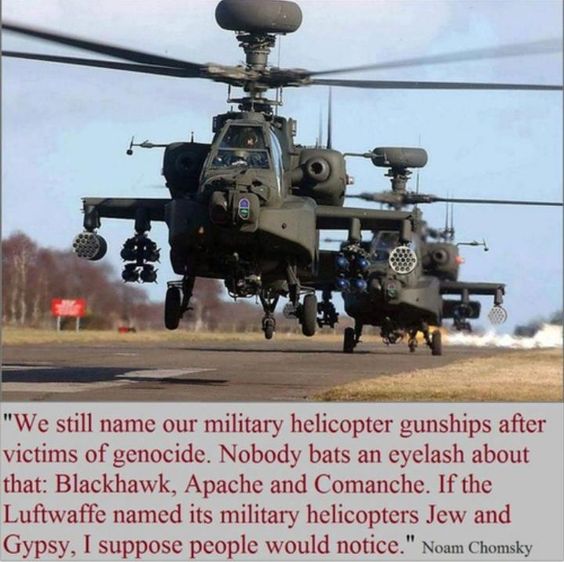 "We still name our military helicopter gunships after
victims of genocide. Nobody bats an eyelash about
that: Blackhawk, Apache and Comanche. If the
Luftwaffe named its military helicopters Jew and
Gypsy, I suppose people would notice." Noam Chomsky